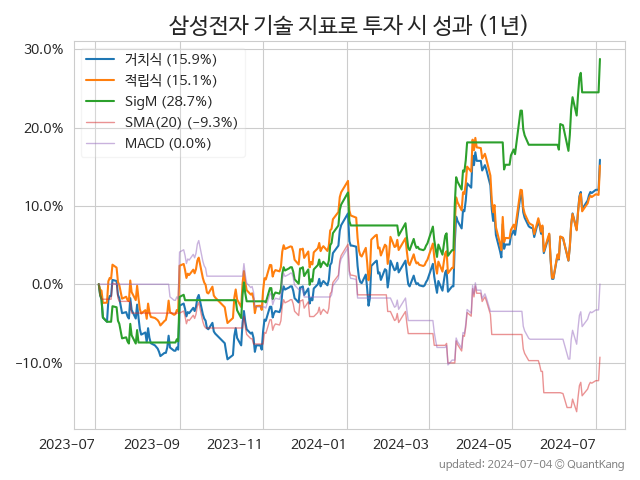 삼성전자 기술 지표로 투자 시 성과 (1년)
30.0%
20.0%
10.0%
0.0%
−10.0%
거치식 (15.9%)
적립식 (15.1%)
SigM (28.7%)
SMA(20) (−9.3%)
MACD (0.0%)
2023-07 2023-09 2023-11 2024-01 2024-03 2024-05 2024-07
updated: 2024-07-04 ⓒ QuantKang